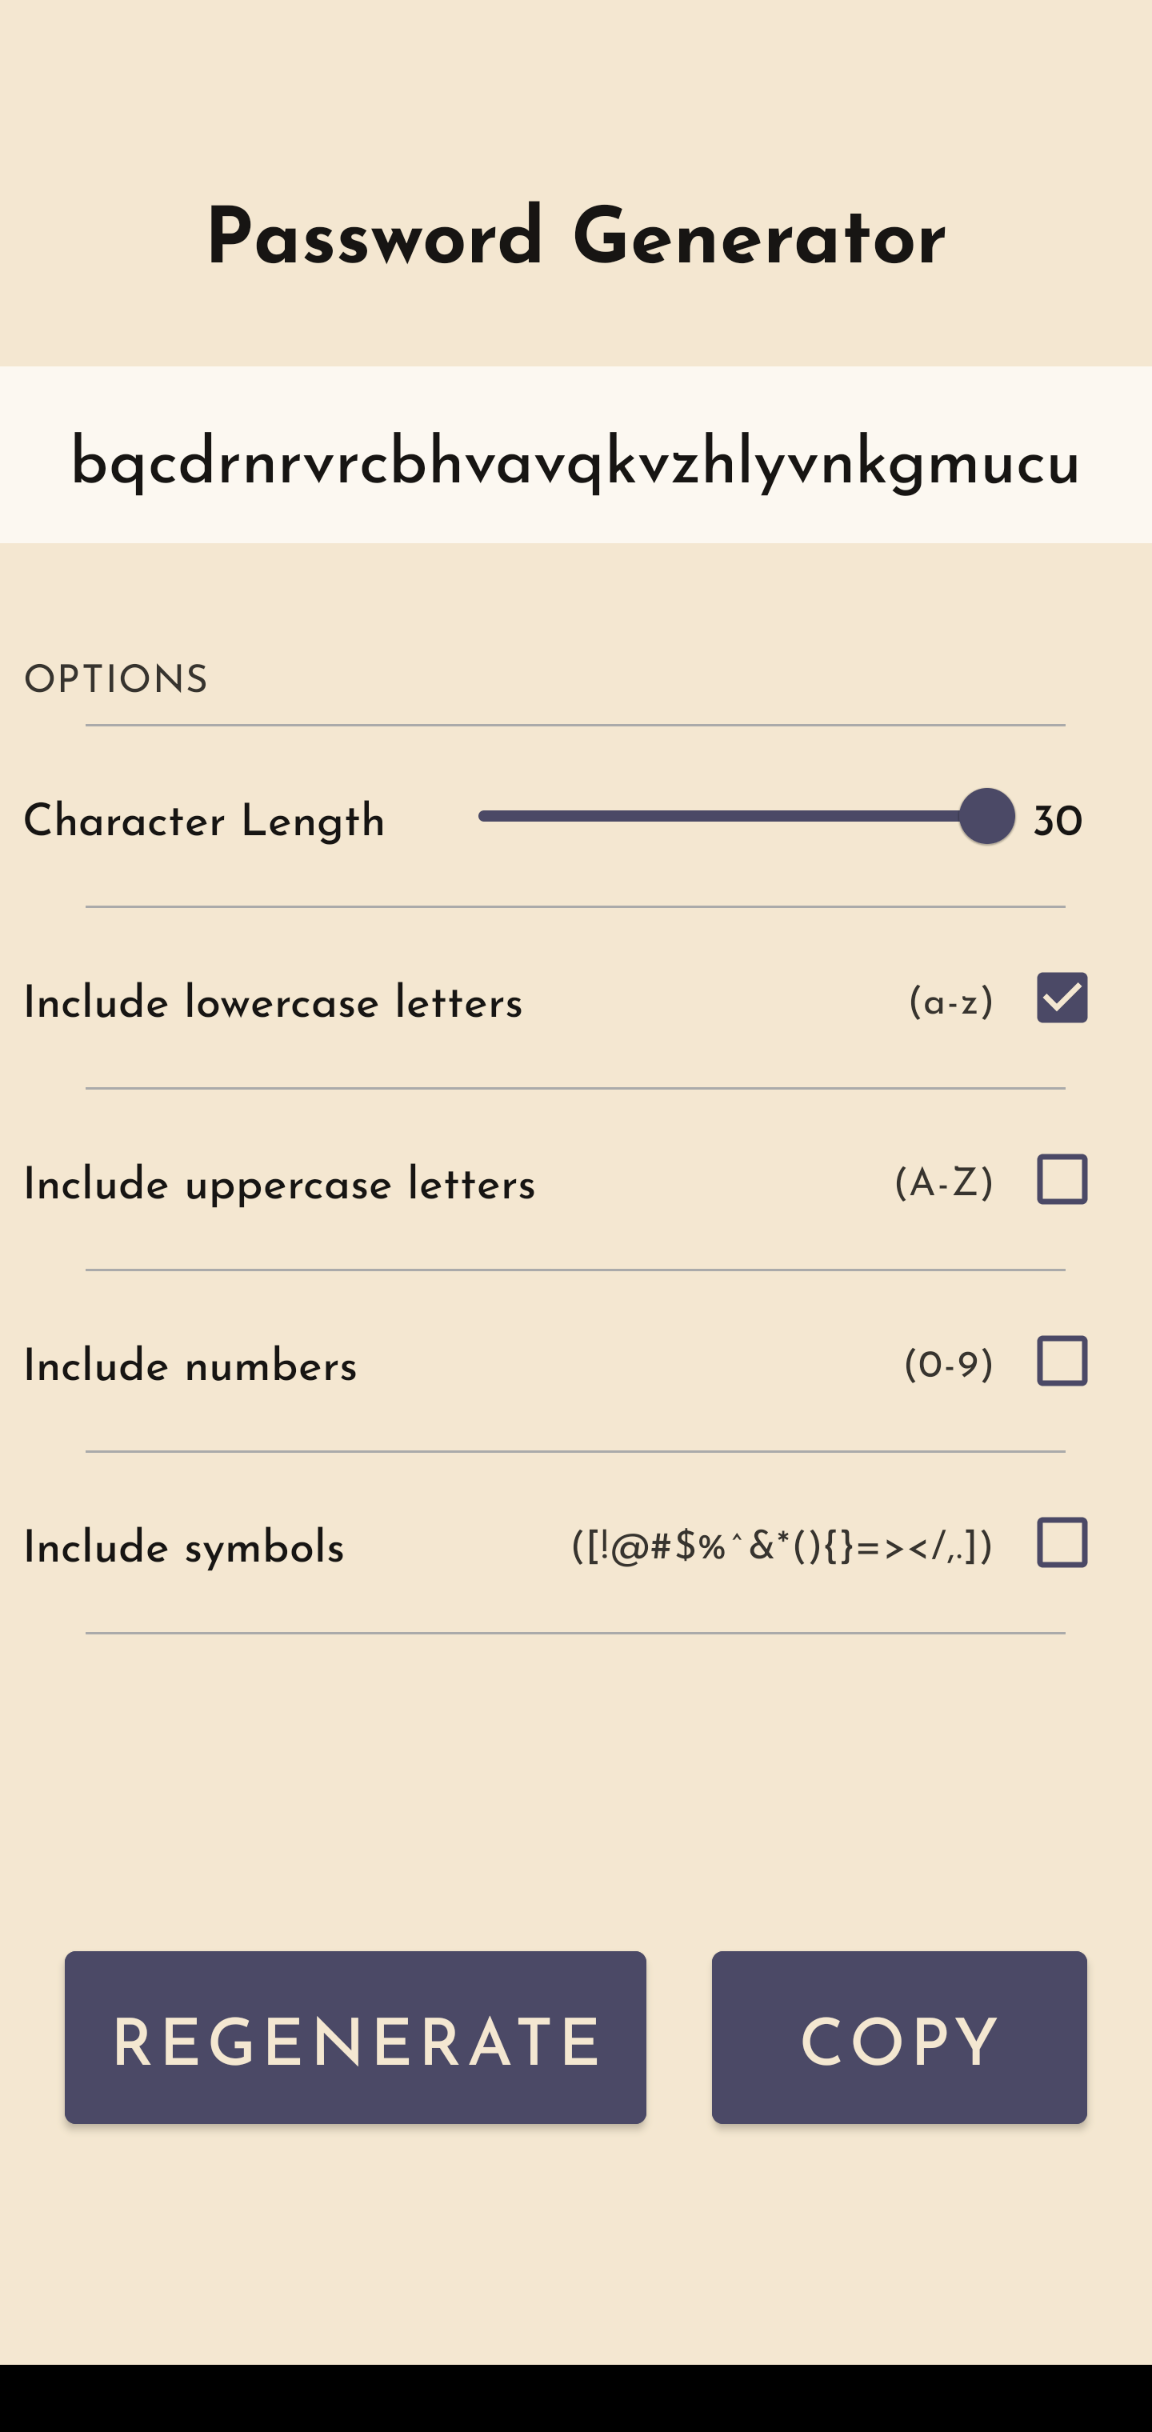 Password Generator
bqcdrnrvrcbhvavqkvzhlyvnkgmucu
OPTIONS
Character Length 30
Include lowercase letters (a-z)
Include uppercase letters (A-Z)
Include numbers (0-9)
Include symbols ([!@#$%^&*(){}=></,.])
REGENERATE COPY